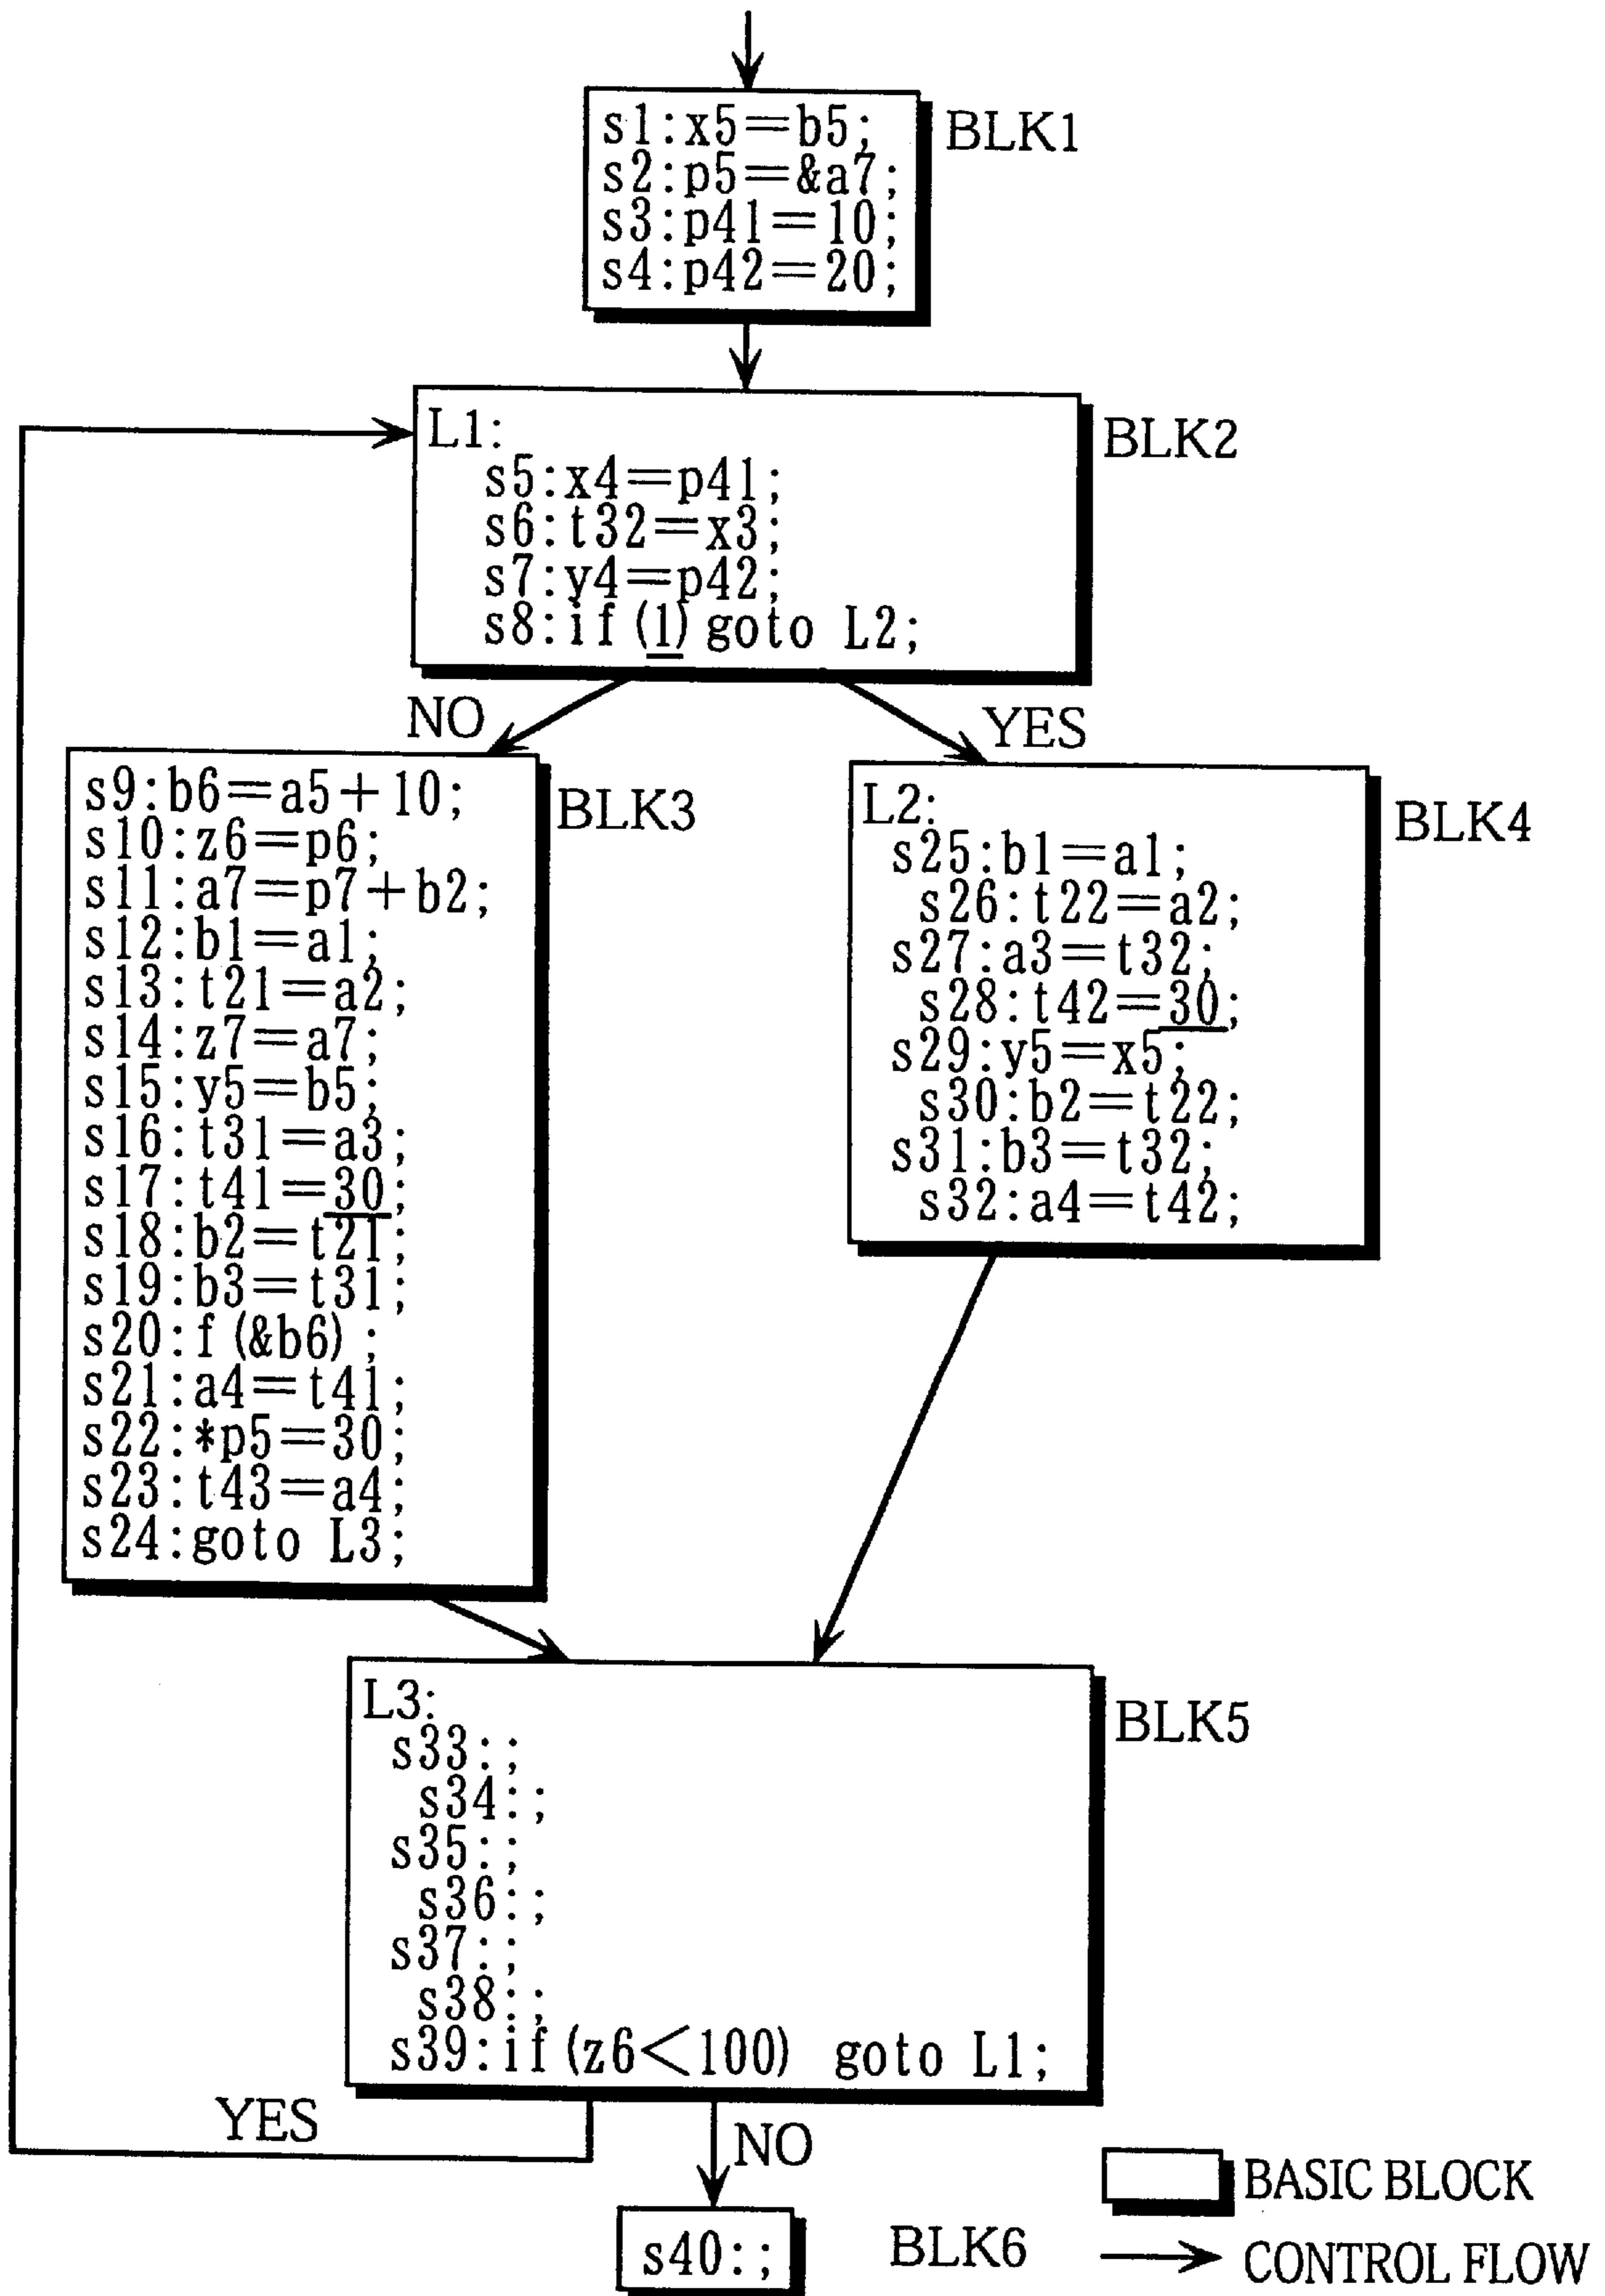 s1:x5=b5;
s2:p5=&a7;
s3:p41=10;
s4:p42=20;
BLK1
L1:
s5:x4=p41;
s6:t32=x3;
s7:y4=p42;
s8:if(1)goto L2;
BLK2
NO
YES
s9:b6=a5+10;
s10:z6=p6;
s11:a7=p7+b2;
s12:b1=a1;
s13:t21=a2;
s14:z7=a7;
s15:y5=b5;
s16:t31=a3;
s17:t41=30;
s18:b2=t21;
s19:b3=t31;
s20:f(&b6);
s21:a4=t41;
s22:*p5=30;
s23:t43=a4;
s24:goto L3;
BLK3
L2:
s25:b1=a1;
s26:t22=a2;
s27:a3=t32;
s28:t42=30;
s29:y5=x5;
s30:b2=t22;
s31:b3=t32;
s32:a4=t42;
BLK4
L3:
s33:;
s34:;
s35:;
s36:;
s37:;
s38:;
s39:if(z6<100) goto L1;
BLK5
YES
NO
s40:;
BLK6
BASIC BLOCK
CONTROL FLOW